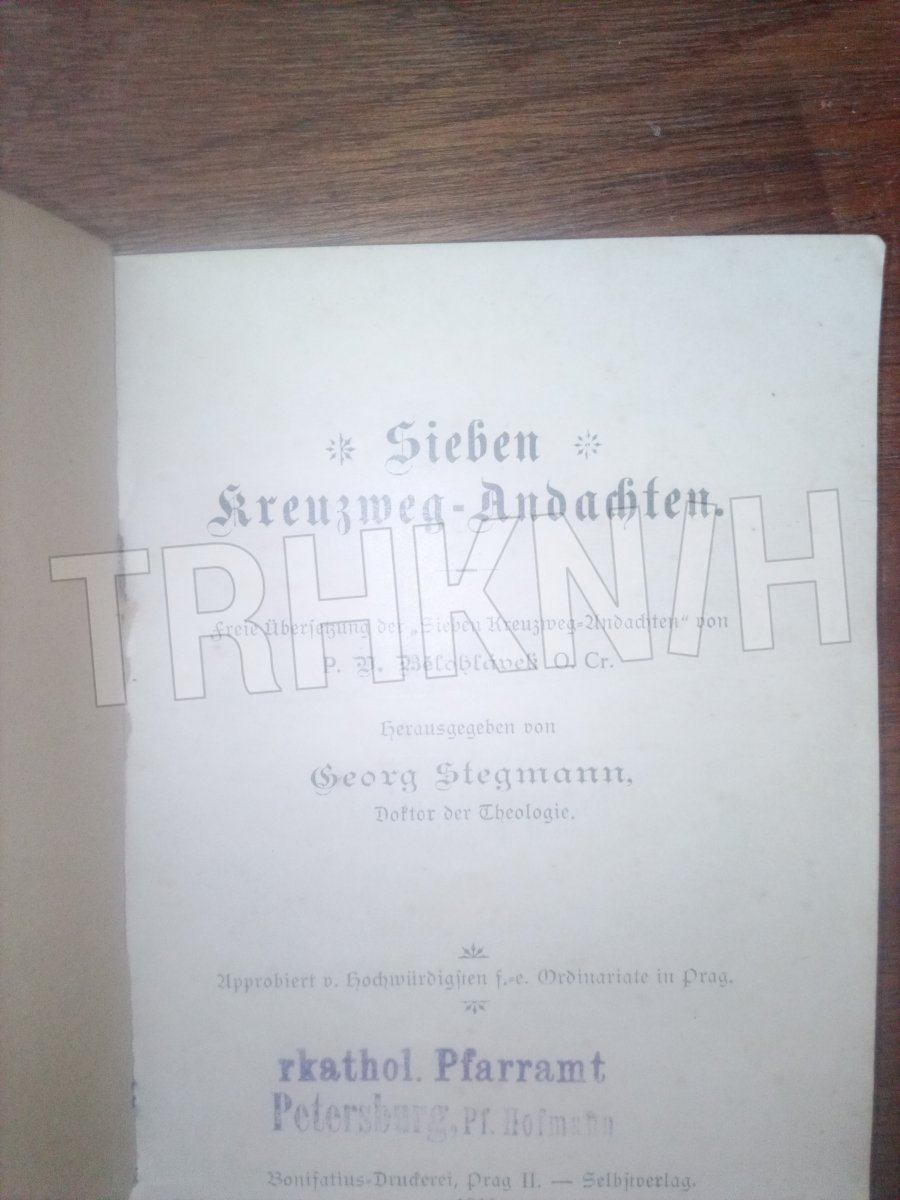 Sieben
Kreuzweg-Andachten.
Freie Übersetzung der „Sieben Kreuzweg-Andachten" von
P. O. Cr.
Herausgegeben von
Georg Stegmann,
Doktor der Theologie.
Approbiert v. Hochwürdigsten f.-e. Ordinariate in Prag.
rkathol. Pfarramt
Petersburg, Pf. Hofmann
Bonifatius-Druckerei, Prag II. — Selbstverlag.
TRHKN/H